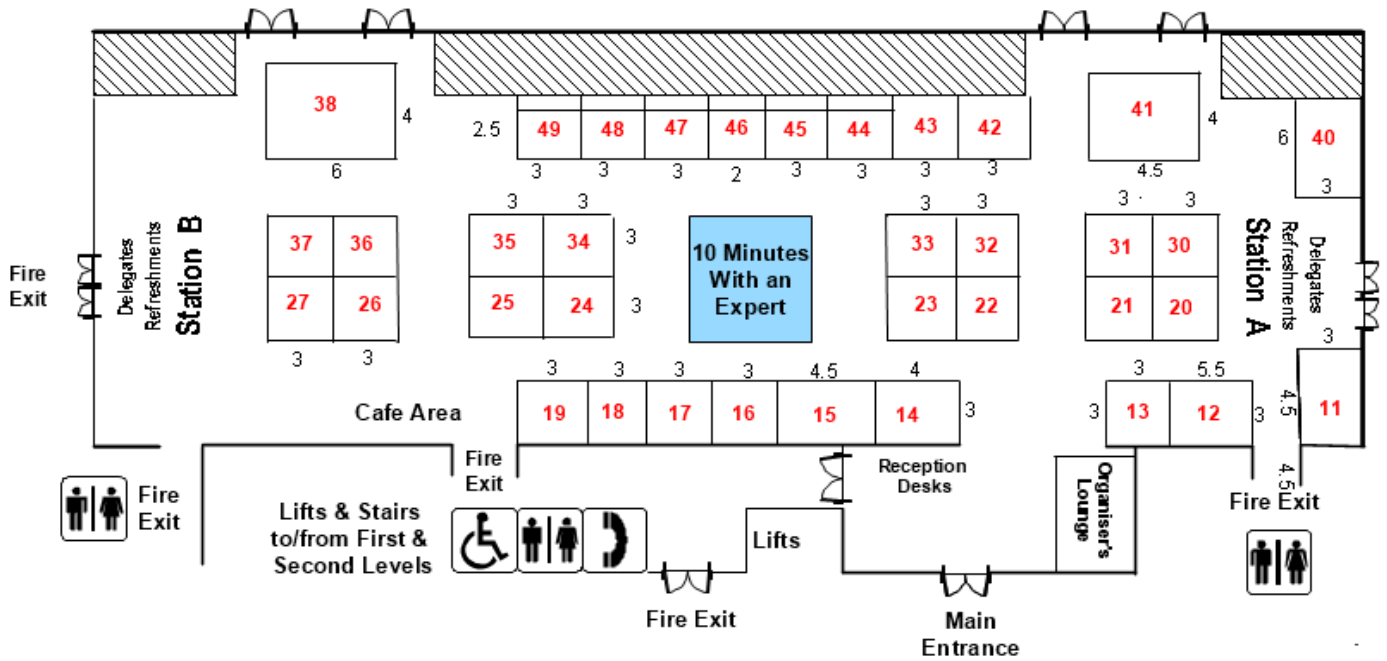 38
4
6
2.5
49
48
47
46
45
44
43
42
3
3
3
2
3
3
3
3
41
4
4.5
6
40
3
3
3
3
3
3
3
37
36
27
26
3
3
35
34
25
24
3
3
10 Minutes
With an
Expert
33
32
23
22
31
30
21
20
Fire
Exit
Delegates
Refreshments
Station B
Station A
Refreshments
Delegates
3
11
4.5
4.5
Cafe Area
3
3
3
3
4.5
4
19
18
17
16
15
14
3
3
5.5
3
13
12
3
Fire
Exit
Fire
Exit
Lifts & Stairs
to/from First &
Second Levels
Reception
Desks
Lifts
Organiser's
Lounge
Fire Exit
Fire Exit
Main
Entrance